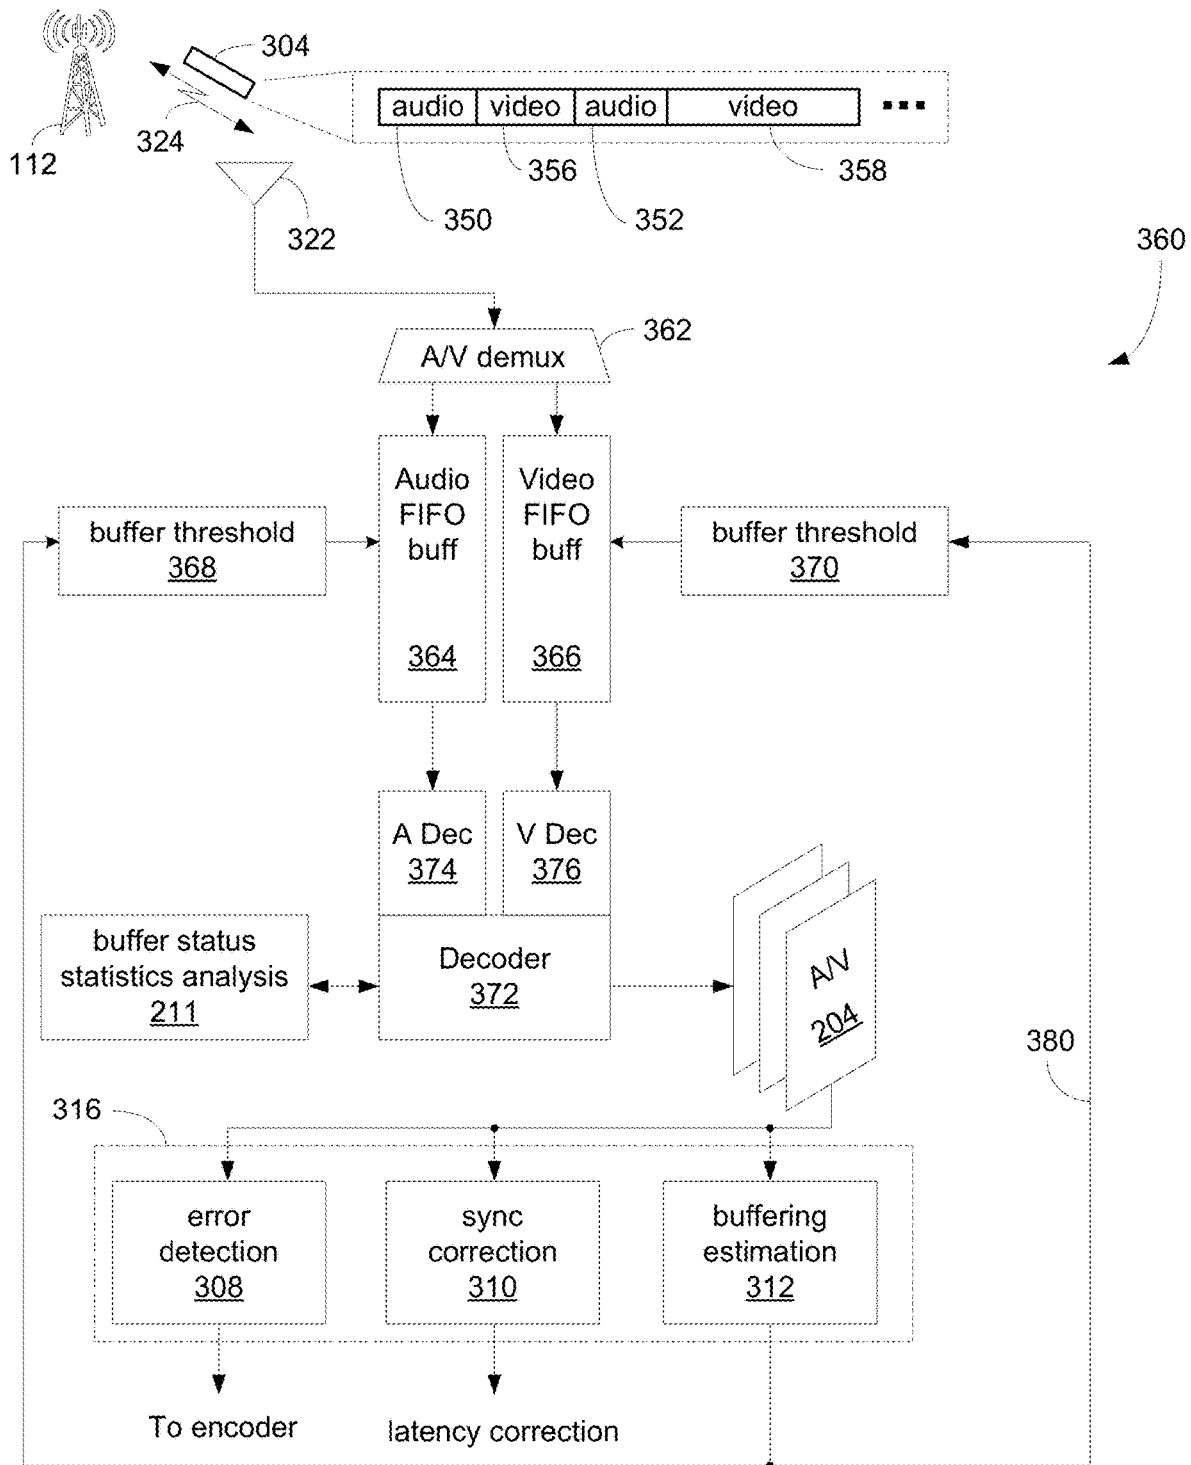 304
audio video audio video
324
112
356
358
350
352
322
360
362
A/V demux
Audio
FIFO
buff
364
Video
FIFO
buff
366
buffer threshold
368
buffer threshold
370
A Dec
374
V Dec
376
buffer status
statistics analysis
211
Decoder
372
A/V
204
380
316
error
detection
308
sync
correction
310
buffering
estimation
312
To encoder
latency correction